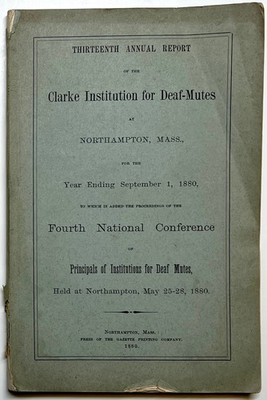 THIRTEENTH ANNUAL REPORT
OF THE
Clarke Institution for Deaf-Mutes
AT
NORTHAMPTON, MASS.,
FOR THE
Year Ending September 1, 1880,
TO WHICH IS ADDED THE PROCEEDINGS OF THE
Fourth National Conference
OF
Principals of Institutions for Deaf Mutes,
Held at Northampton, May 25-28, 1880.
NORTHAMPTON, MASS.
PRESS OF THE GAZETTE PRINTING COMPANY.
1880.